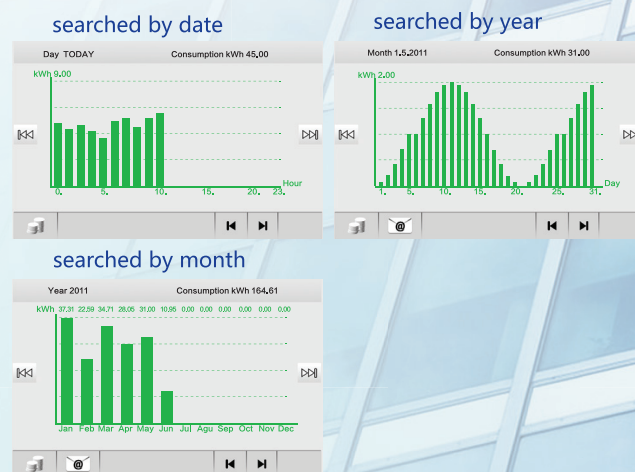 searched by date
Day TODAY Consumption kWh 45.00
kWh 9.00
Hour
0. 5. 10. 15. 20. 23.
searched by year
Month 1.5.2011 Consumption kWh 31.00
kWh 2.00
Day
1. 5. 10. 15. 20. 25. 31.
@
searched by month
Year 2011 Consumption kWh 164.61
kWh 37,31 22,59 34,71 28,05 31,00 10,95 0,00 0,00 0,00 0,00 0,00 0,00
Jan Feb Mar Apr May Jun Jul Agu Sep Oct Nov Dec
@